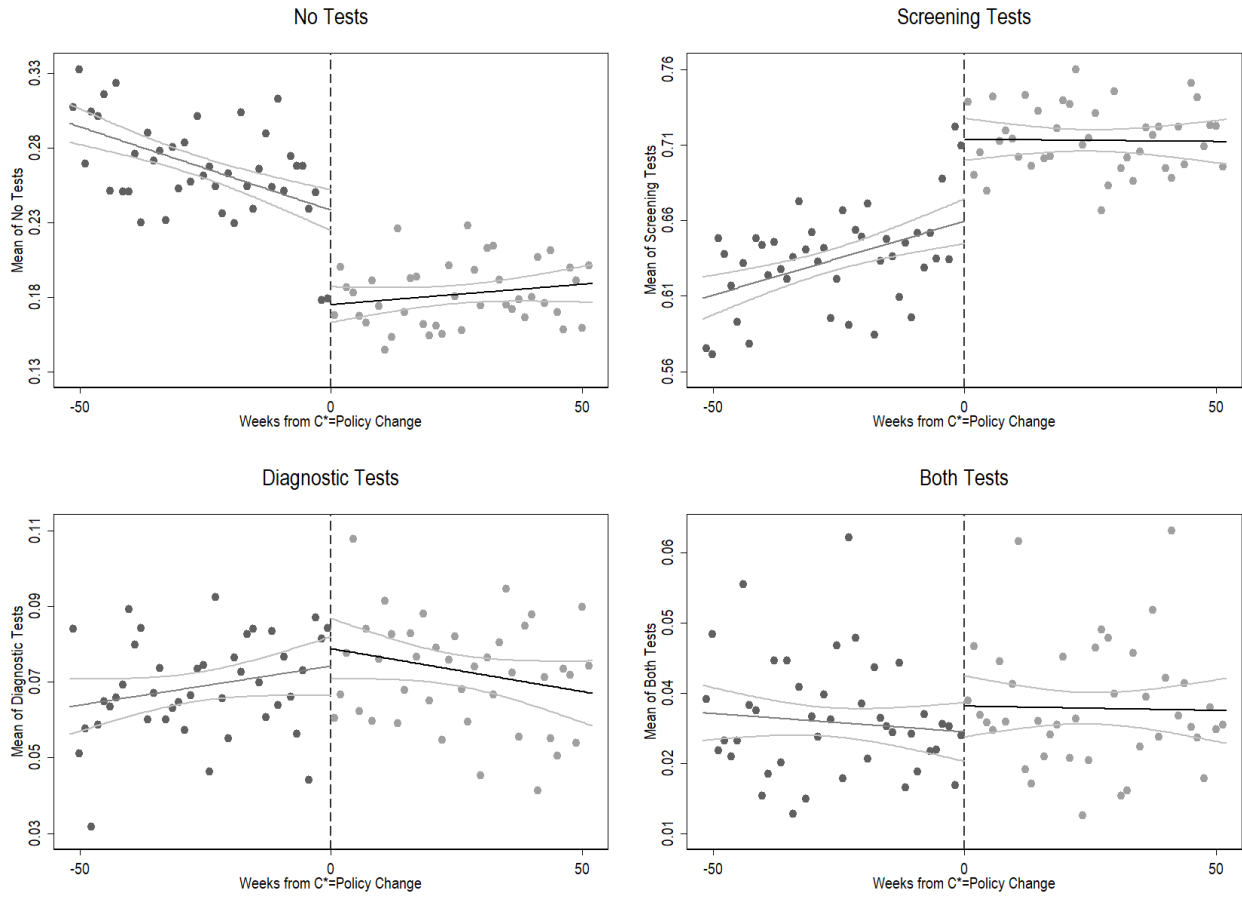 No Tests
Mean of No Tests
0.33
0.28
0.23
0.18
0.13
-50
0
50
Weeks from C*=Policy Change
Screening Tests
Mean of Screening Tests
0.76
0.71
0.66
0.61
0.56
-50
0
50
Weeks from C*=Policy Change
Diagnostic Tests
Mean of Diagnostic Tests
0.11
0.09
0.07
0.05
0.03
-50
0
50
Weeks from C*=Policy Change
Both Tests
Mean of Both Tests
0.06
0.05
0.04
0.02
0.01
-50
0
50
Weeks from C*=Policy Change